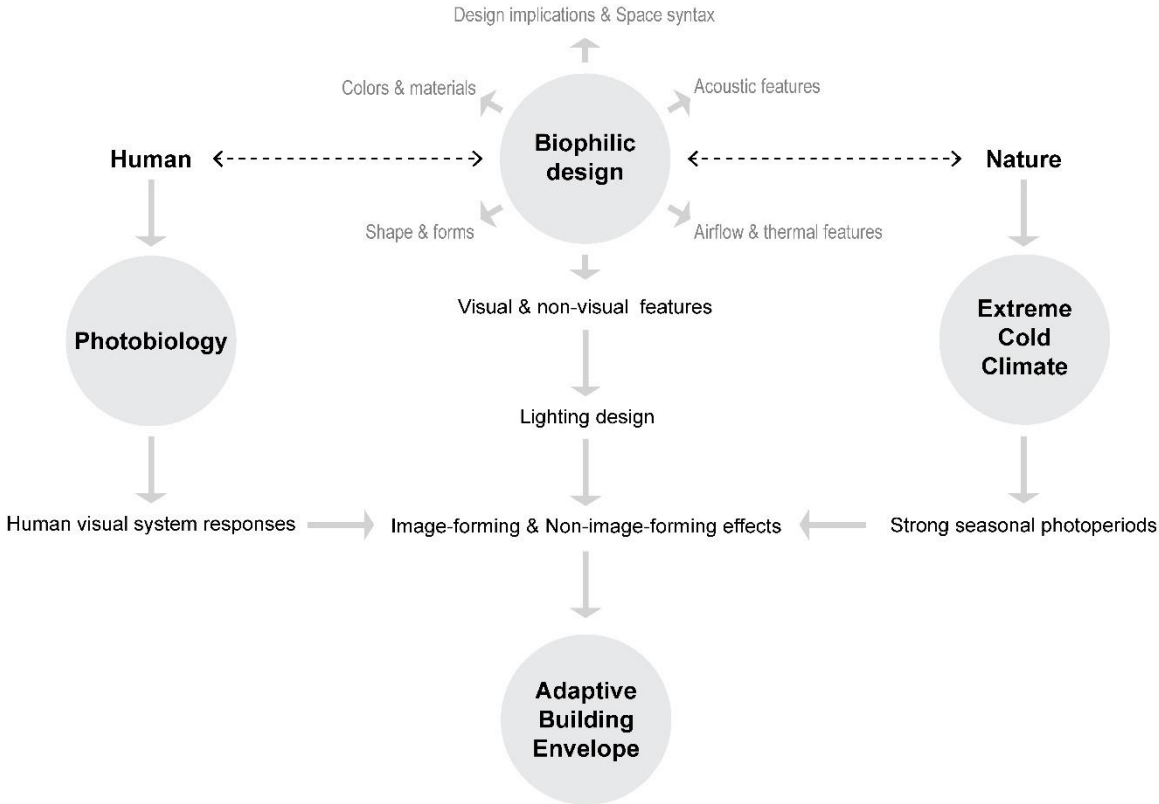 Design implications & Space syntax
Colors & materials
Acoustic features
Biophilic
design
Human
Nature
Shape & forms
Airflow & thermal features
Visual & non-visual features
Photobiology
Extreme
Cold
Climate
Lighting design
Human visual system responses
Image-forming & Non-image-forming effects
Strong seasonal photoperiods
Adaptive
Building
Envelope